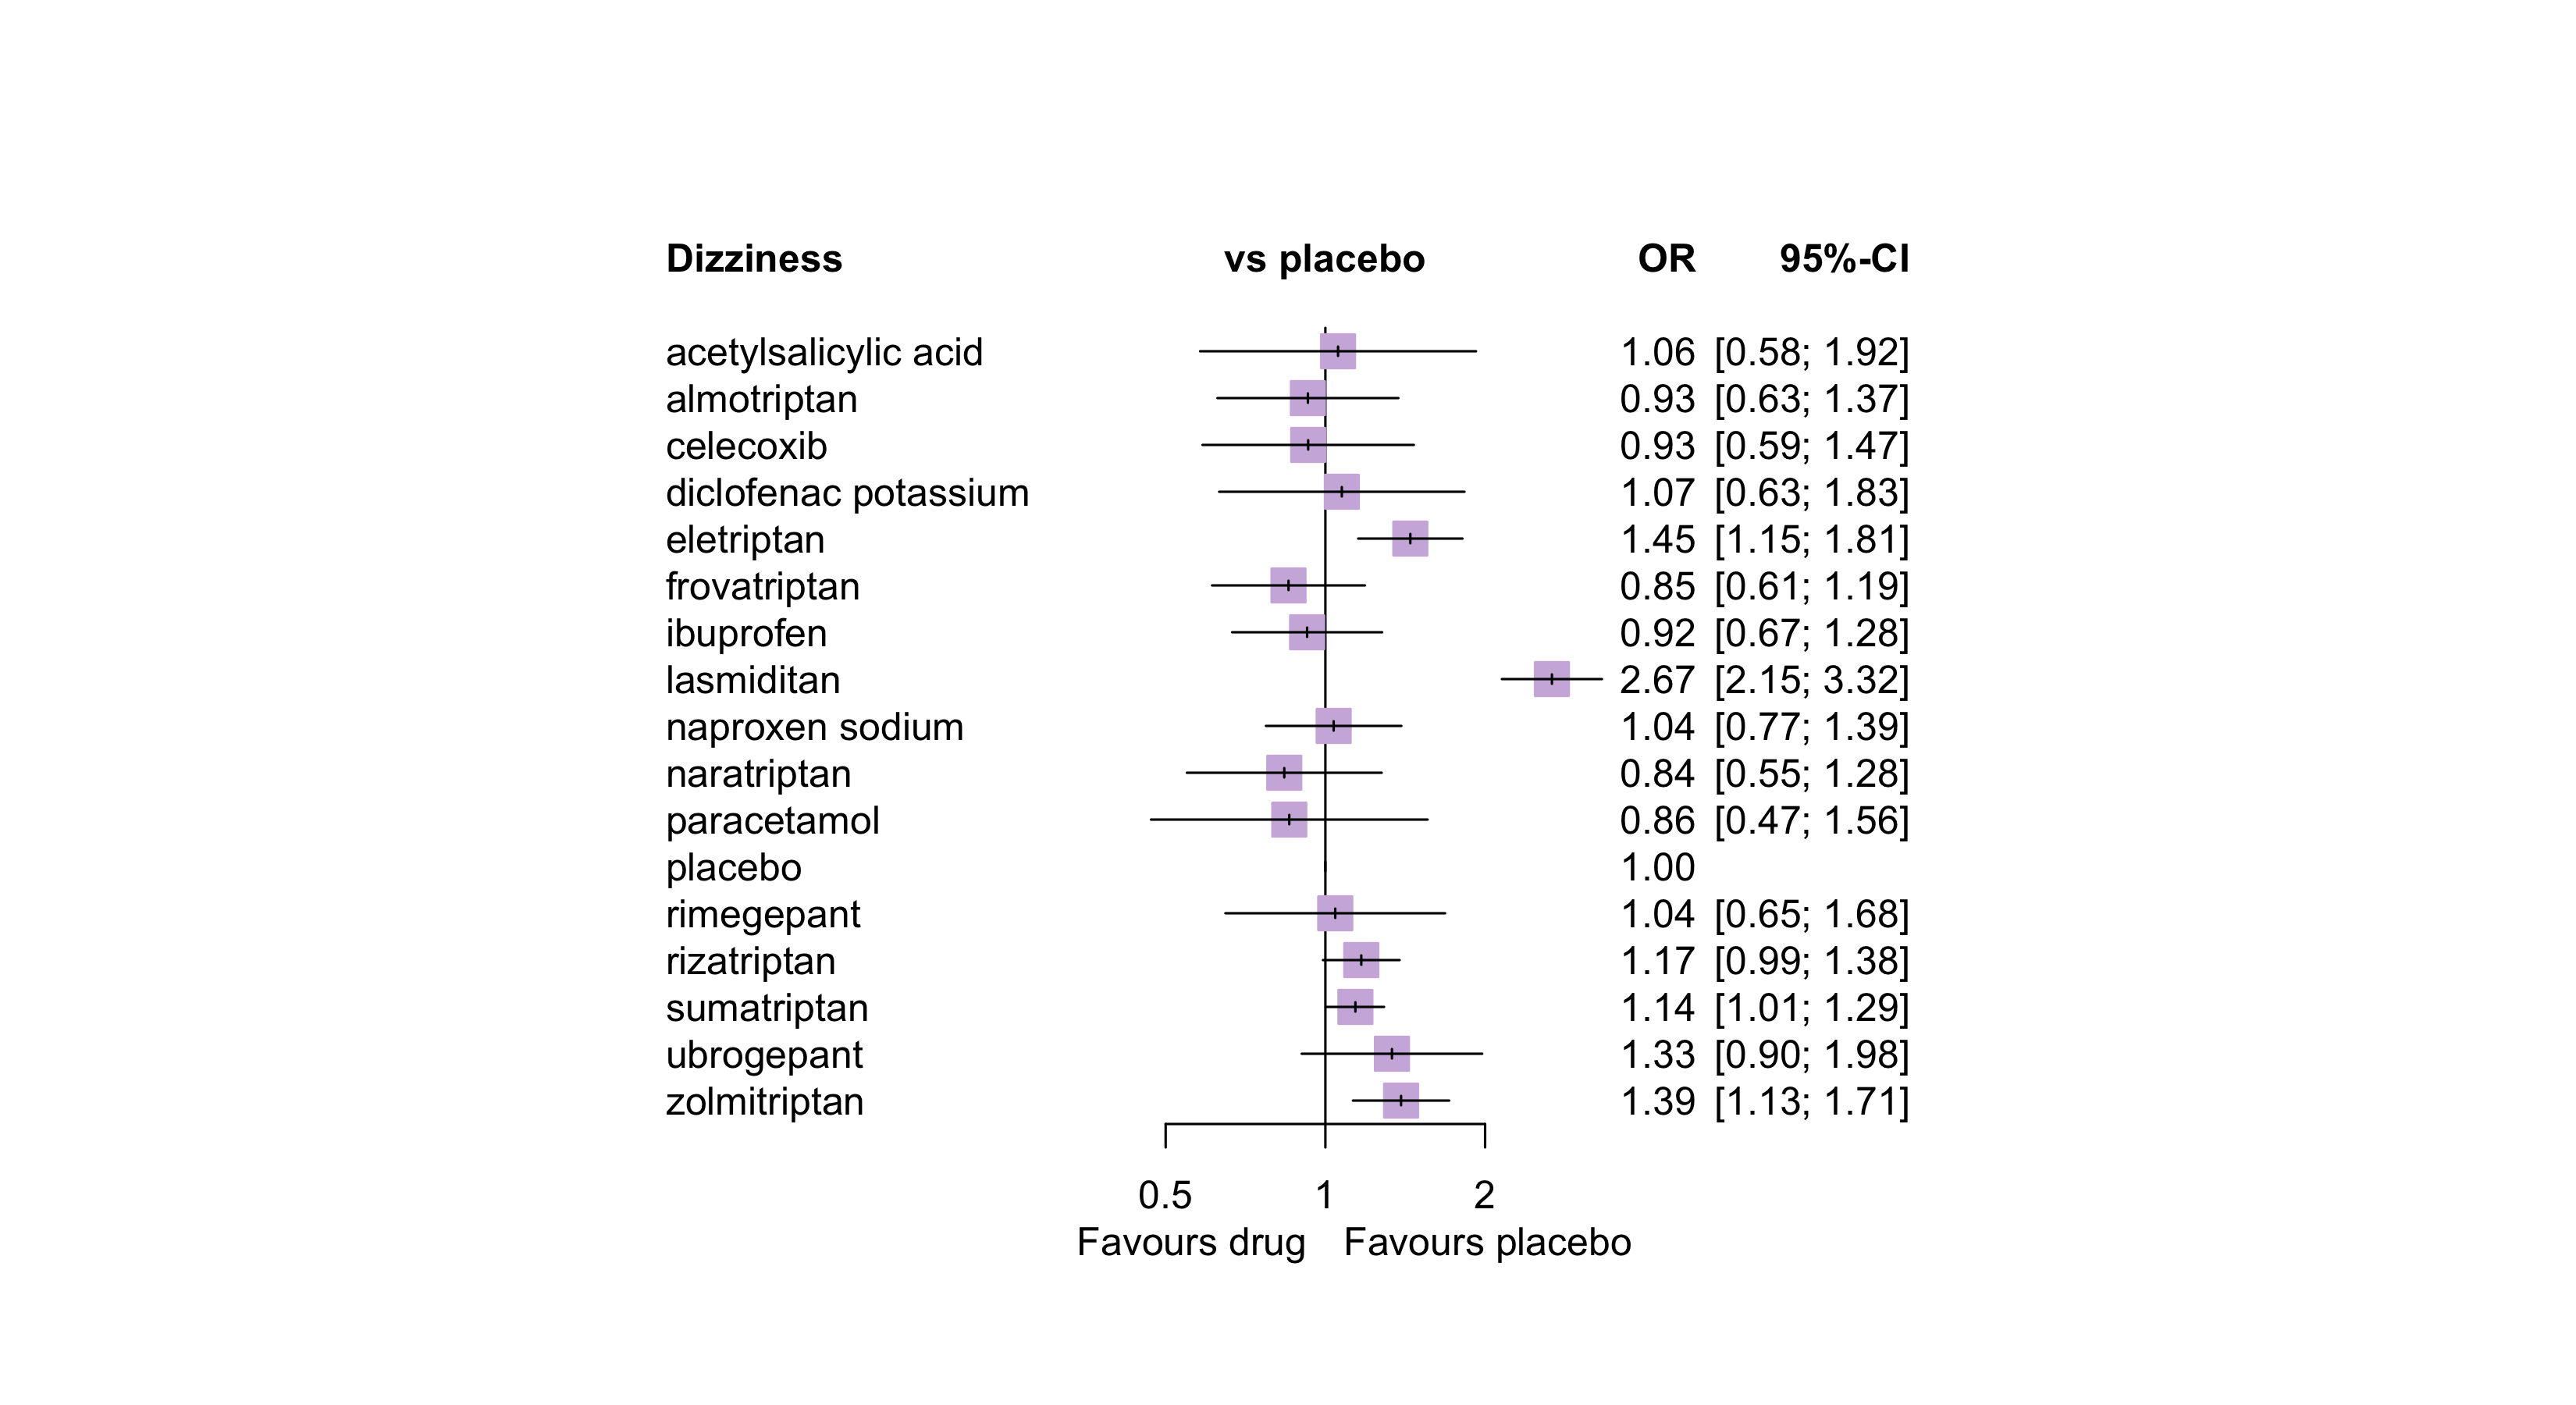 Dizziness vs placebo OR 95%-CI
acetylsalicylic acid 1.06 [0.58; 1.92]
almotriptan 0.93 [0.63; 1.37]
celecoxib 0.93 [0.59; 1.47]
diclofenac potassium 1.07 [0.63; 1.83]
eletriptan 1.45 [1.15; 1.81]
frovatriptan 0.85 [0.61; 1.19]
ibuprofen 0.92 [0.67; 1.28]
lasmiditan 2.67 [2.15; 3.32]
naproxen sodium 1.04 [0.77; 1.39]
naratriptan 0.84 [0.55; 1.28]
paracetamol 0.86 [0.47; 1.56]
placebo 1.00
rimegepant 1.04 [0.65; 1.68]
rizatriptan 1.17 [0.99; 1.38]
sumatriptan 1.14 [1.01; 1.29]
ubrogepant 1.33 [0.90; 1.98]
zolmitriptan 1.39 [1.13; 1.71]
0.5 1 2
Favours drug Favours placebo